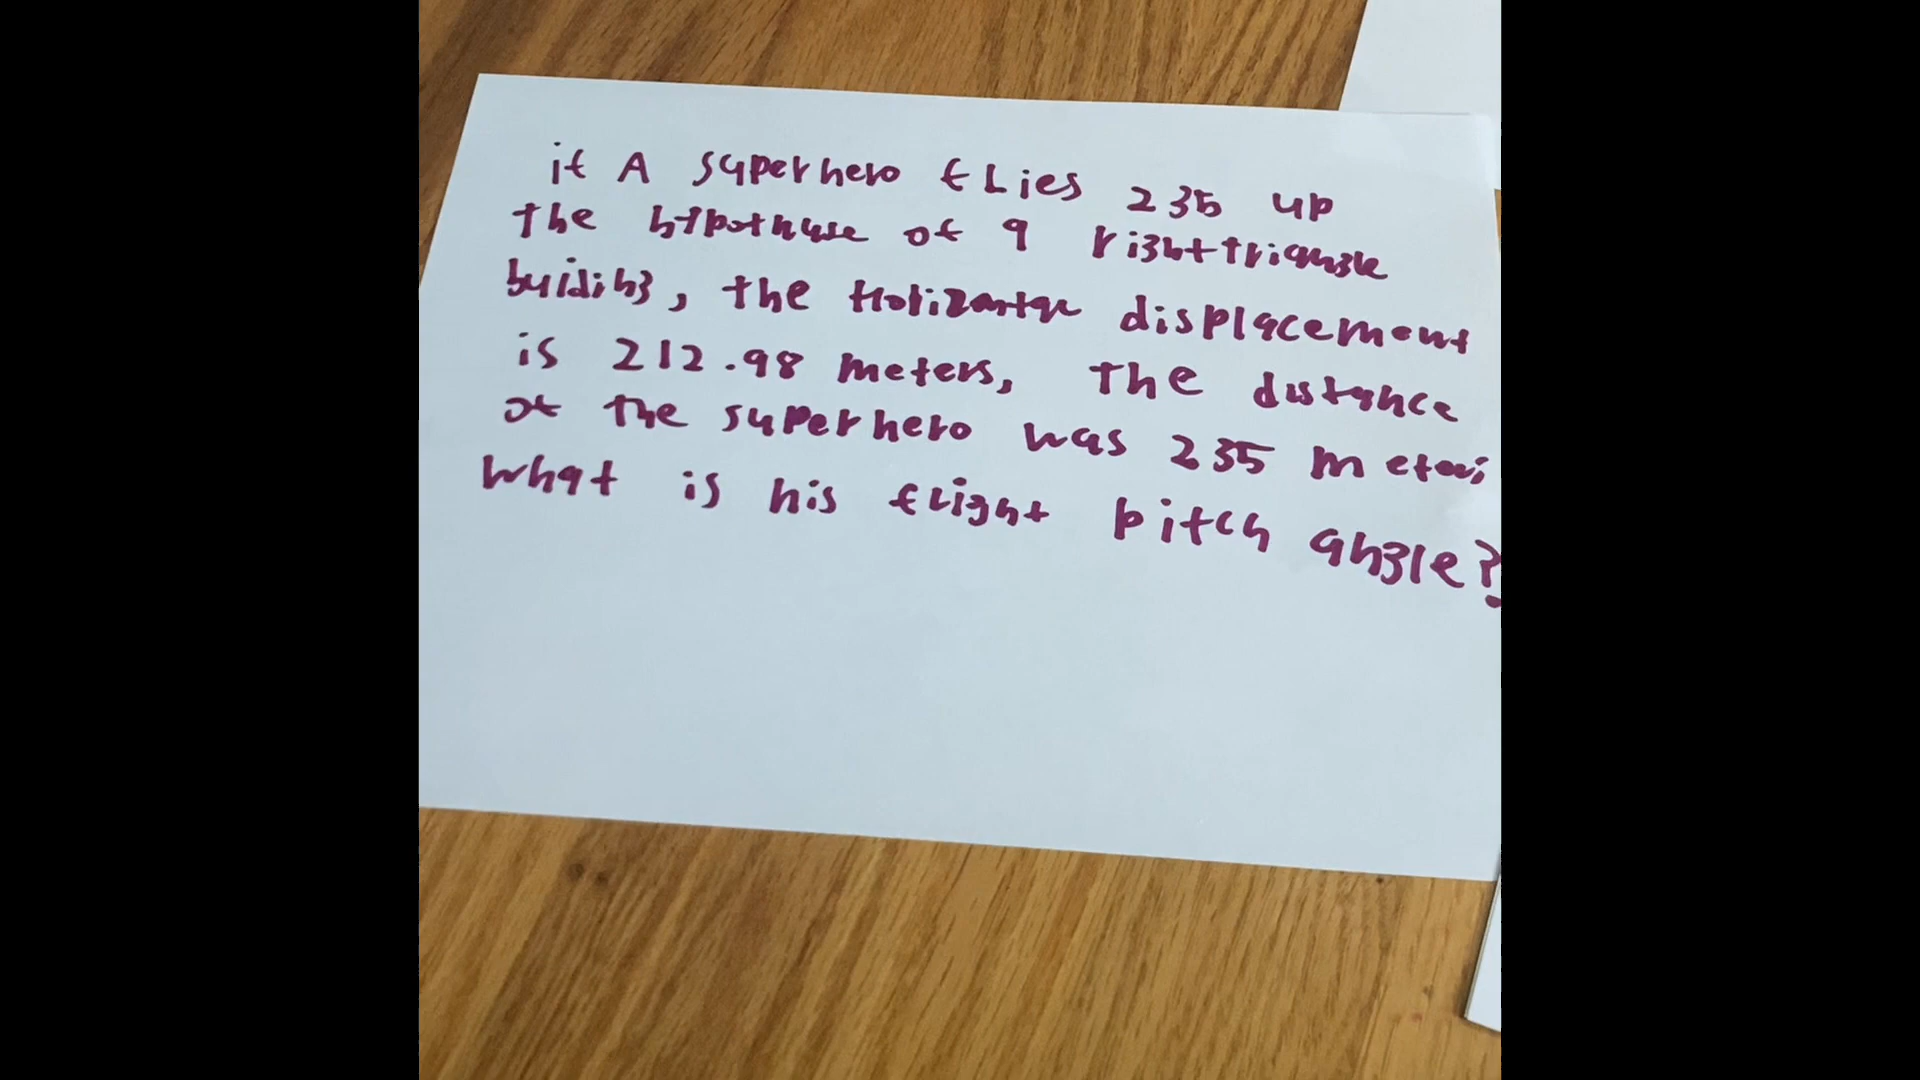 if A superhero flies 235 up
the hypothuse of a right triangle
building, the Horizontal displacement
is 212.98 meters, The distance
of the superhero was 235 meters
What is his flight pitch angle?